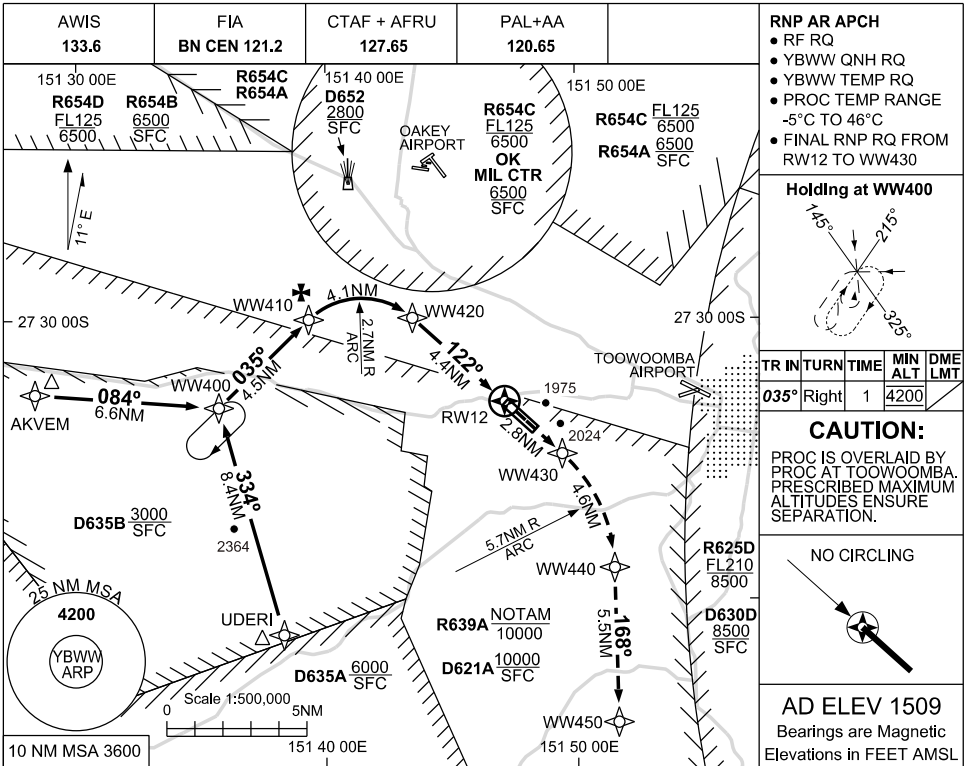 AWIS
133.6
FIA
BN CEN 121.2
CTAF + AFRU
127.65
PAL+AA
120.65
151 30 00E
R654D
FL125
6500
R654B
6500
SFC
R654C
R654A
151 40 00E
D652
2800
SFC
OAKEY
AIRPORT
R654C
FL125
6500
OK
MIL CTR
6500
SFC
151 50 00E
R654C FL125
6500
R654A 6500
SFC
11° E
WW410
4.1NM
WW420
2.7NM R
ARC
27 30 00S
27 30 00S
035°
4.5NM
WW400
122°
4.4NM
084°
6.6NM
AKVEM
TOOWOOMBA
AIRPORT
RW12
1975
2024
2.8NM
WW430
334°
8.4NM
4.6NM
D635B 3000
SFC
2364
5.7NM R
ARC
WW440
R625D
FL210
8500
25 NM MSA
4200
YBWW
ARP
UDERI
R639A NOTAM
10000
168°
5.5NM
D630D
8500
SFC
D635A 6000
SFC
D621A 10000
SFC
Scale 1:500,000
0 5NM
WW450
10 NM MSA 3600
151 40 00E
151 50 00E
RNP AR APCH
• RF RQ
• YBWW QNH RQ
• YBWW TEMP RQ
• PROC TEMP RANGE
-5°C TO 46°C
• FINAL RNP RQ FROM
RW12 TO WW430
Holding at WW400
145°
215°
325°
TR IN TURN TIME MIN ALT DME LMT
035° Right 1 4200
CAUTION:
PROC IS OVERLAID BY
PROC AT TOOWOOMBA.
PRESCRIBED MAXIMUM
ALTITUDES ENSURE
SEPARATION.
NO CIRCLING
AD ELEV 1509
Bearings are Magnetic
Elevations in FEET AMSL